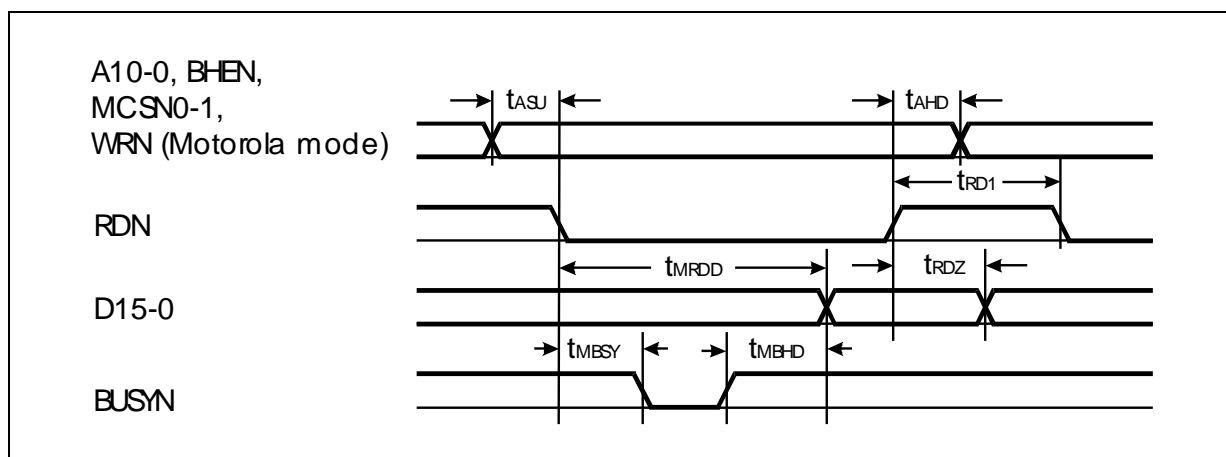 A10-0, BHEN,
MCSN0-1,
WRN (Motorola mode)
tASU
tAHD
tRD1
RDN
tMRDD
tRDZ
D15-0
tMBSY
tMBHD
BUSYN